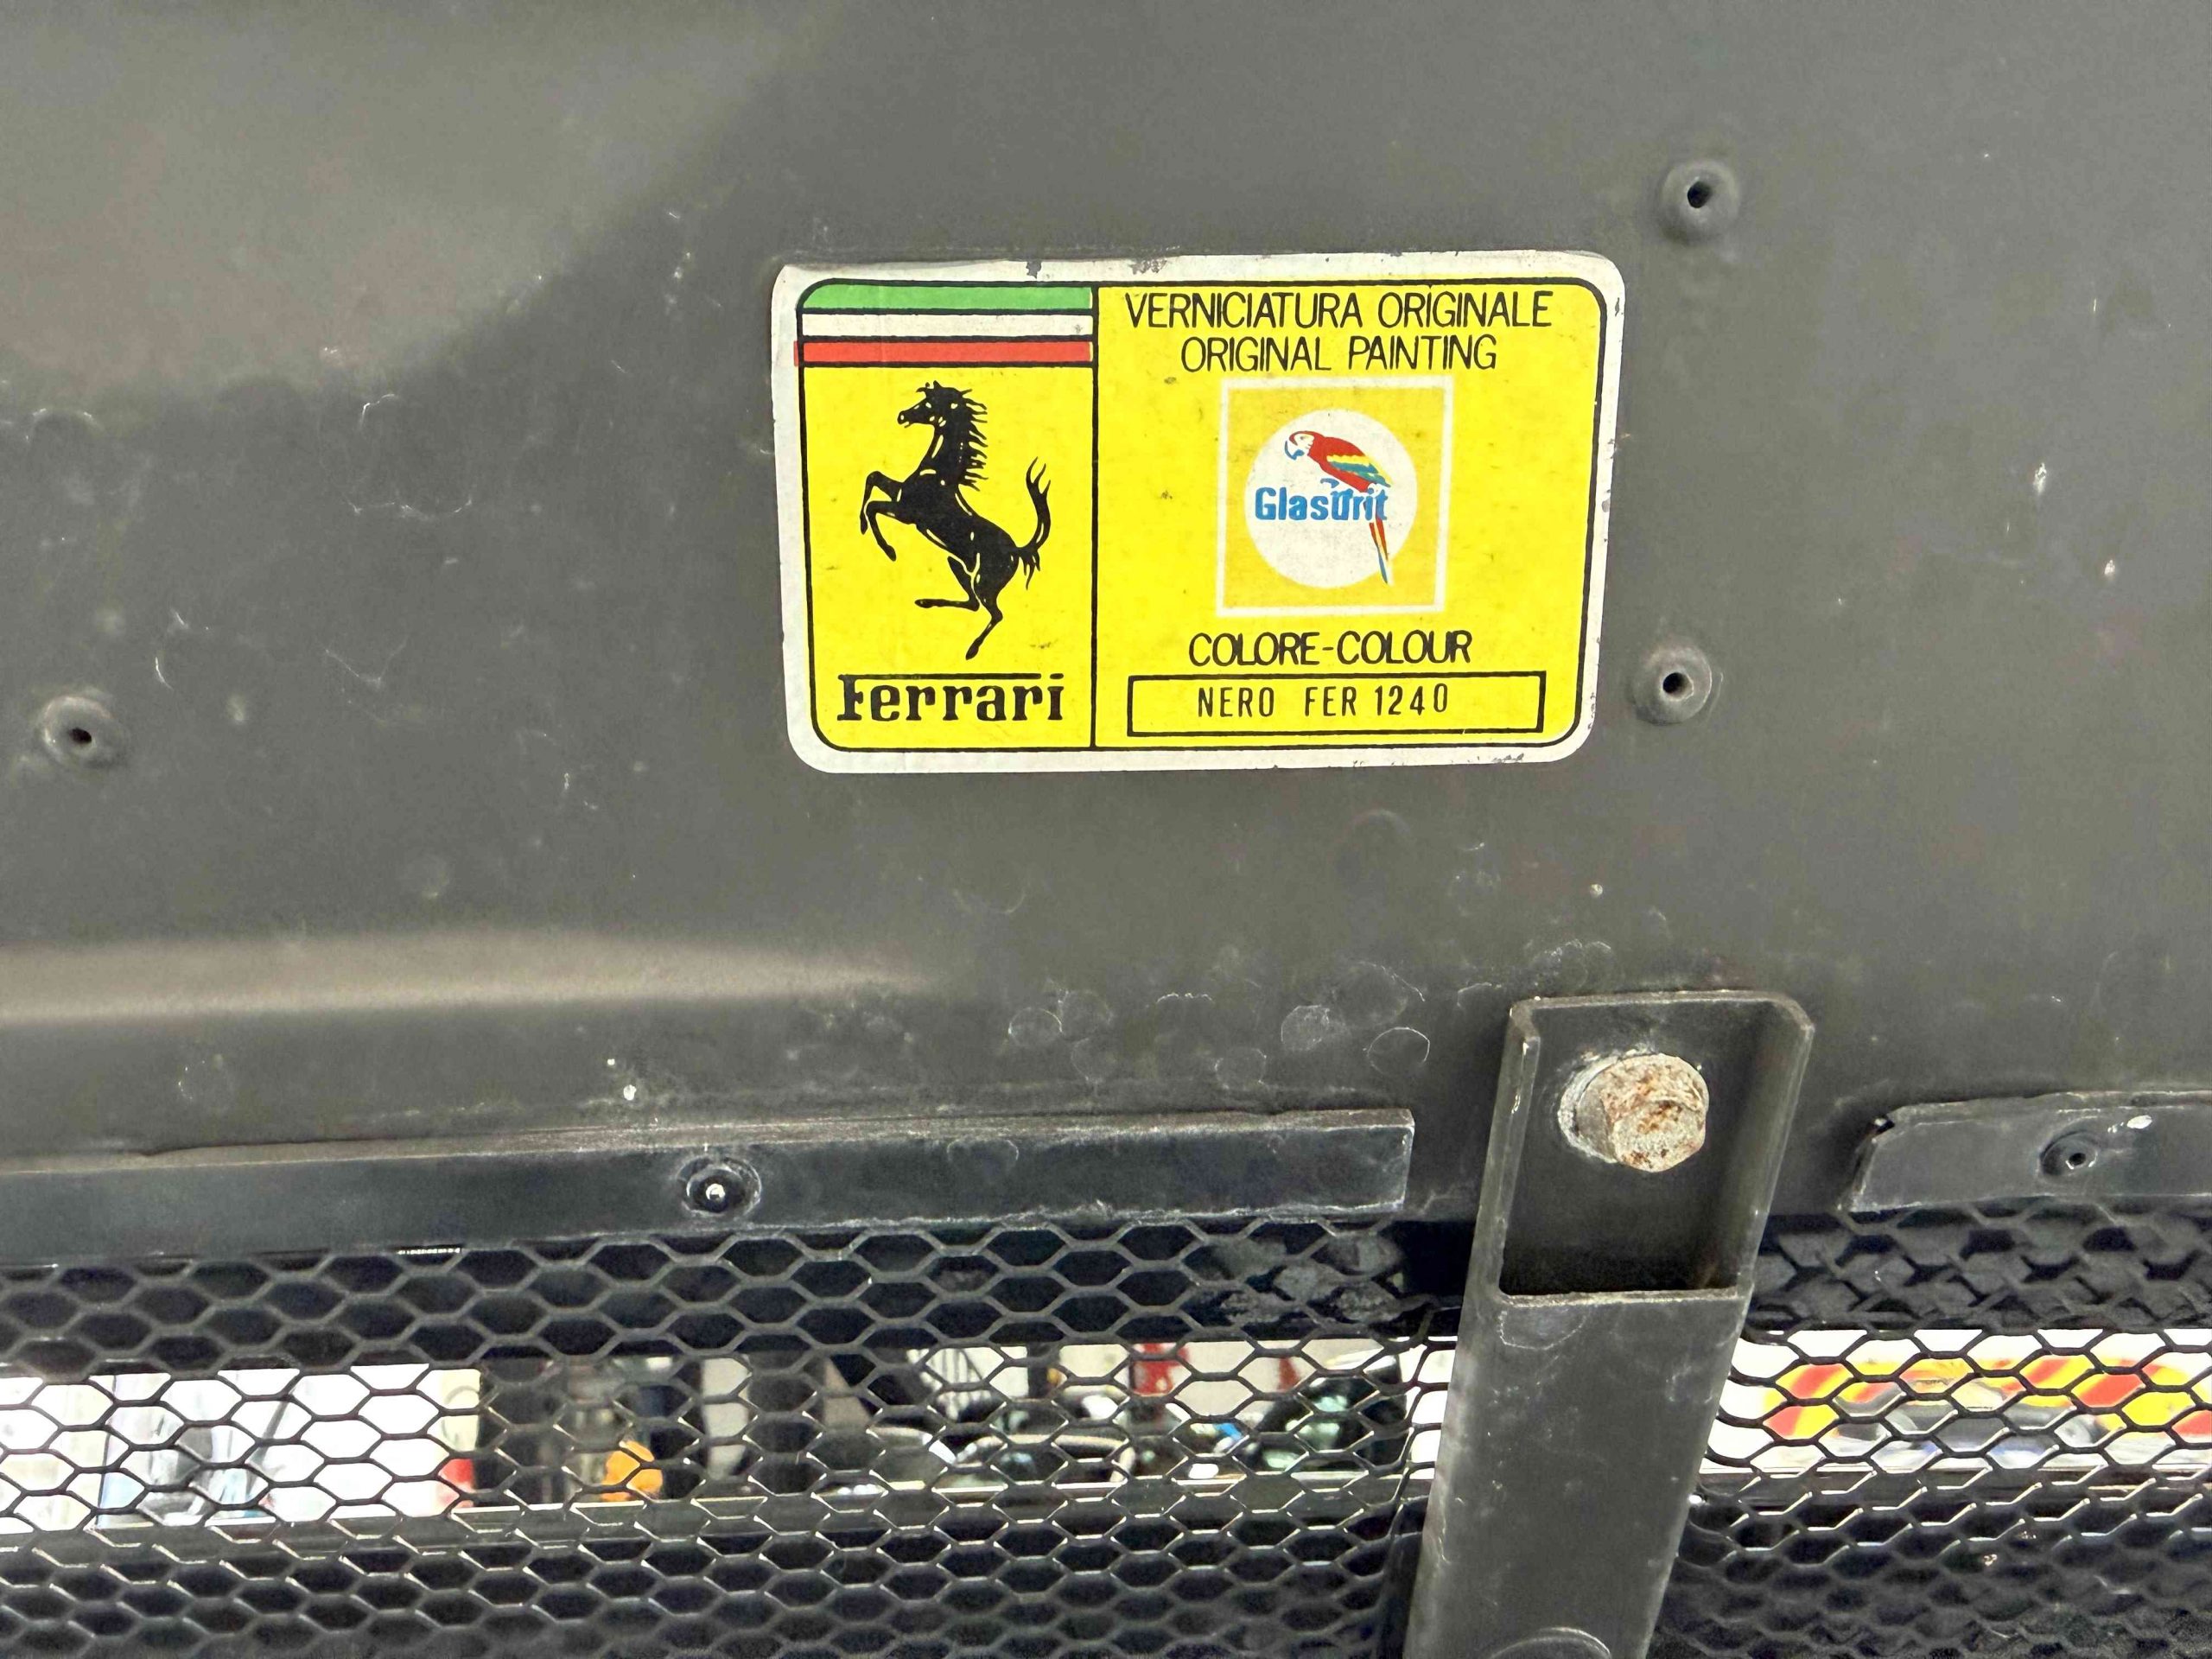 VERNICIATURA ORIGINALE
ORIGINAL PAINTING
Glasurit
COLORE-COLOUR
NERO FER 1240
Ferrari